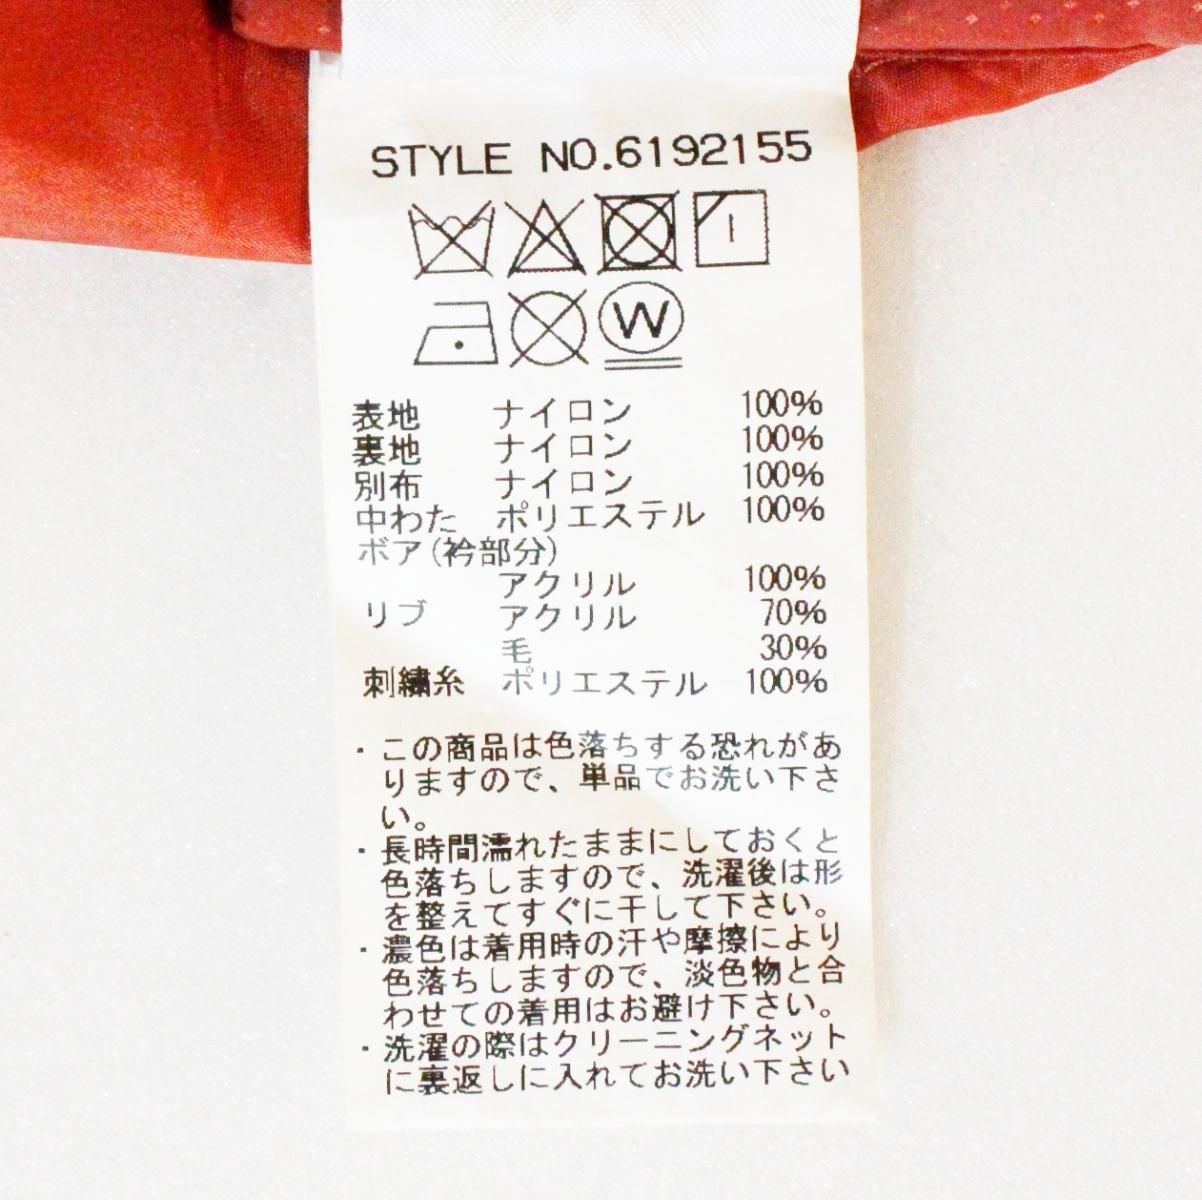 STYLE NO.6192155
W
表地 ナイロン 100%
裏地 ナイロン 100%
別布 ナイロン 100%
中わた ポリエステル 100%
ボア(衿部分)
アクリル 100%
リブ アクリル 70%
毛 30%
刺繍糸 ポリエステル 100%
・この商品は色落ちする恐れがあ
りますので、単品でお洗い下さ
い。
・長時間濡れたままにしておくと
色落ちしますので、洗濯後は形
を整えてすぐに干して下さい。
・濃色は着用時の汗や摩擦により
色落ちしますので、淡色物と合
わせての着用はお避け下さい。
・洗濯の際はクリーニングネット
に裏返しに入れてお洗い下さい